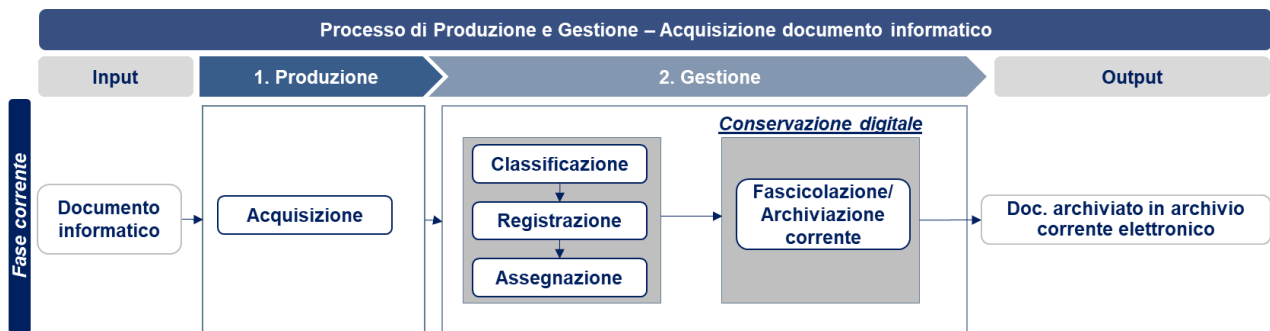 Processo di Produzione e Gestione – Acquisizione documento informatico
Input
1. Produzione
2. Gestione
Output
Fase corrente
Documento
informatico
Acquisizione
Classificazione
Registrazione
Assegnazione
Conservazione digitale
Fascicolazione/
Archiviazione
corrente
Doc. archiviato in archivio
corrente elettronico